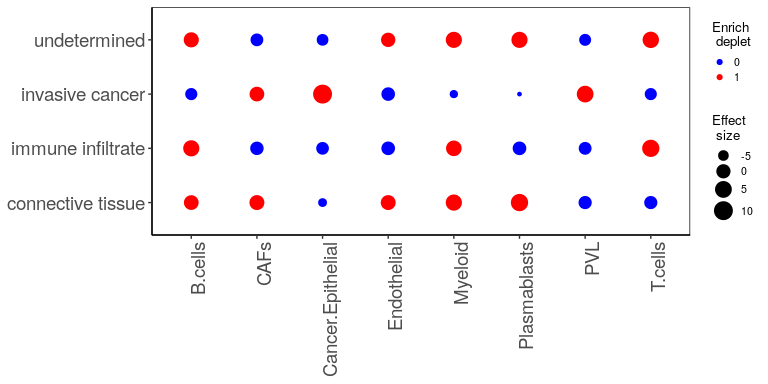 undetermined
invasive cancer
immune infiltrate
connective tissue
B.cells
CAFs
Cancer.Epithelial
Endothelial
Myeloid
Plasmablasts
PVL
T.cells
Enrich
deplet
0
1
Effect
size
-5
0
5
10